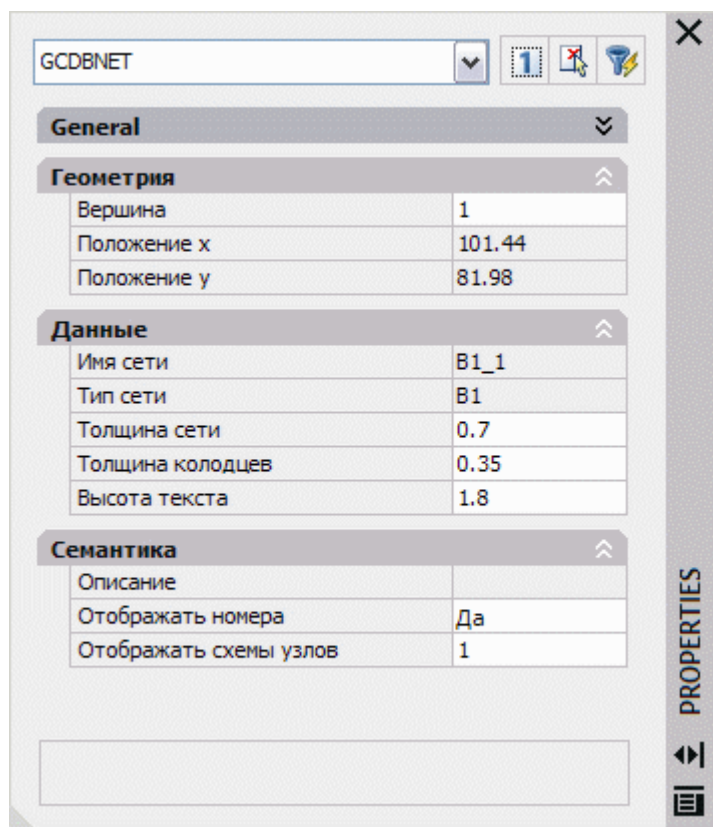 GCDBNET
1
General
Геометрия
Вершина 1
Положение x 101.44
Положение y 81.98
Данные
Имя сети B1_1
Тип сети B1
Толщина сети 0.7
Толщина колодцев 0.35
Высота текста 1.8
Семантика
Описание
Отображать номера Да
Отображать схемы узлов 1
PROPERTIES